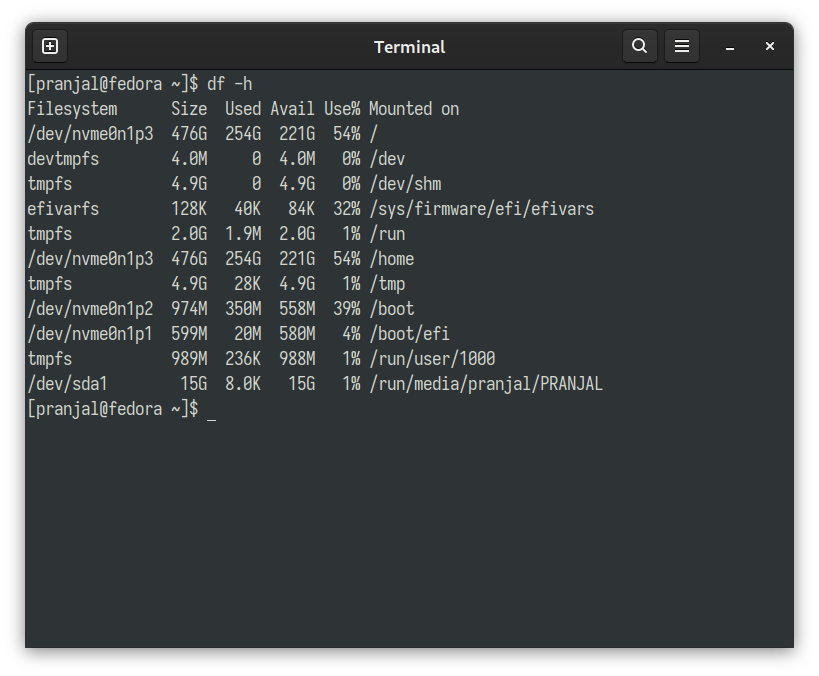 Terminal
[pranjal@fedora ~]$ df -h
Filesystem      Size  Used Avail Use% Mounted on
/dev/nvme0n1p3  476G  254G  221G  54% /
devtmpfs        4.0M     0  4.0M   0% /dev
tmpfs           4.9G     0  4.9G   0% /dev/shm
efivarfs        128K   40K   84K  32% /sys/firmware/efi/efivars
tmpfs           2.0G  1.9M  2.0G   1% /run
/dev/nvme0n1p3  476G  254G  221G  54% /home
tmpfs           4.9G   28K  4.9G   1% /tmp
/dev/nvme0n1p2  974M  350M  558M  39% /boot
/dev/nvme0n1p1  599M   20M  580M   4% /boot/efi
tmpfs           989M  236K  988M   1% /run/user/1000
/dev/sda1        15G  8.0K   15G   1% /run/media/pranjal/PRANJAL
[pranjal@fedora ~]$ _